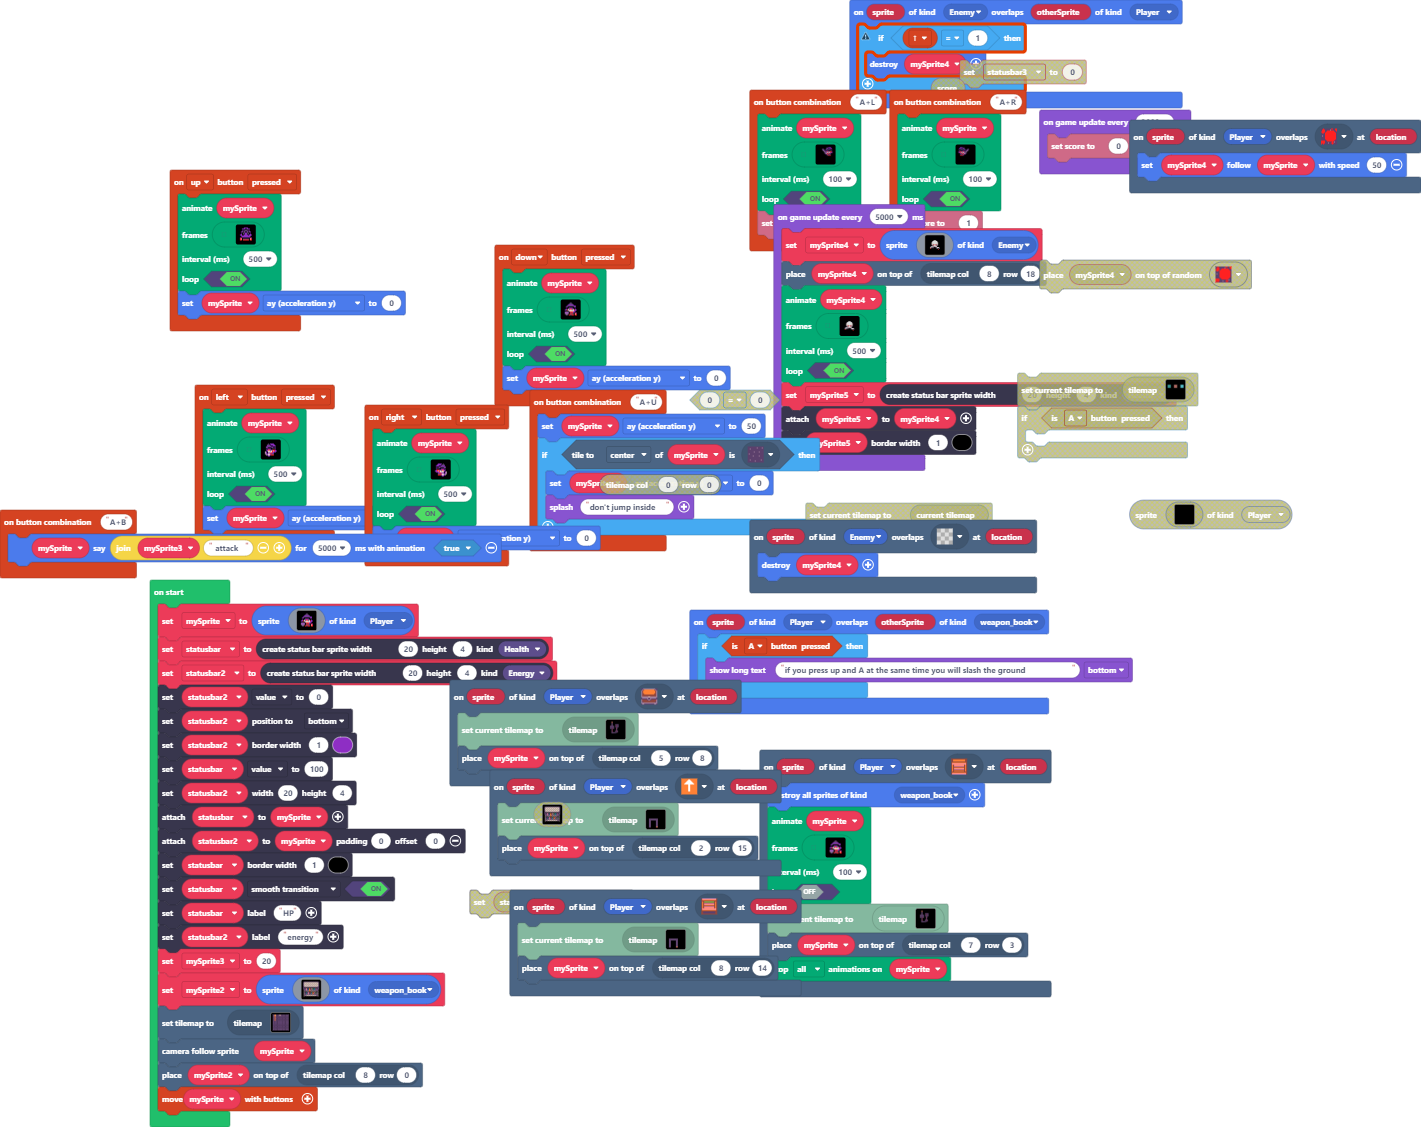 on sprite of kind Enemy overlaps otherSprite of kind Player
if = 1 then
destroy mySprite4
set statusbar3 to 0
score
on button combination "A+L"
animate mySprite
frames
interval (ms) 100
loop ON
set
on button combination "A+R"
animate mySprite
frames
interval (ms) 100
loop ON
re to 1
on game update every
set score to 0
on sprite of kind Player overlaps at location
set mySprite4 follow mySprite with speed 50
on up button pressed
animate mySprite
frames
interval (ms) 500
loop ON
set mySprite ay (acceleration y) to 0
on down button pressed
animate mySprite
frames
interval (ms) 500
loop ON
set mySprite ay (acceleration y) to 0
on game update every 5000 ms
set mySprite4 to sprite of kind Enemy
place mySprite4 on top of tilemap col 8 row 18
animate mySprite4
frames
interval (ms) 500
loop ON
set mySprite5 to create status bar sprite width height kind
attach mySprite5 to mySprite4
ySprite5 border width 1
place mySprite4 on top of random
set current tilemap to tilemap
if is A button pressed then
0 = 0
on left button pressed
animate mySprite
frames
interval (ms) 500
loop ON
set mySprite ay (acceleration
on right button pressed
animate mySprite
frames
interval (ms) 500
loop ON
ation y) to 0
on button combination "A+U"
set mySprite ay (acceleration y) to 50
if tile to center of mySprite is then
set mySpr to 0
tilemap col 0 row 0
splash "don't jump inside"
on button combination "A+B"
mySprite say join mySprite3 "attack" for 5000 ms with animation true
set current tilemap to current tilemap
sprite of kind Player
on sprite of kind Enemy overlaps at location
destroy mySprite4
on start
set mySprite to sprite of kind Player
set statusbar to create status bar sprite width 20 height 4 kind Health
set statusbar2 to create status bar sprite width 20 height 4 kind Energy
set statusbar2 value to 0
set statusbar2 position to bottom
set statusbar2 border width 1
set statusbar value to 100
set statusbar2 width 20 height 4
attach statusbar to mySprite
attach statusbar2 to mySprite padding 0 offset 0
set statusbar border width 1
set statusbar smooth transition ON
set statusbar label "HP"
set statusbar2 label "energy"
set mySprite3 to 20
set mySprite2 to sprite of kind weapon_book
set tilemap to tilemap
camera follow sprite mySprite
place mySprite2 on top of tilemap col 8 row 0
move mySprite with buttons
on sprite of kind Player overlaps otherSprite of kind weapon_book
if is A button pressed then
show long text "if you press up and A at the same time you will slash the ground" bottom
on sprite of kind Player overlaps at location
set current tilemap to tilemap
place mySprite on top of tilemap col 5 row 8
on sprite of kind Player overlaps at location
set curre p to tilemap
place mySprite on top of tilemap col 2 row 15
on sprite of kind Player overlaps at location
stroy all sprites of kind weapon_book
animate mySprite
frames
erval (ms) 100
OFF
ent tilemap to tilemap
place mySprite on top of tilemap col 7 row 3
op all animations on mySprite
set sta
on sprite of kind Player overlaps at location
set current tilemap to tilemap
place mySprite on top of tilemap col 8 row 14